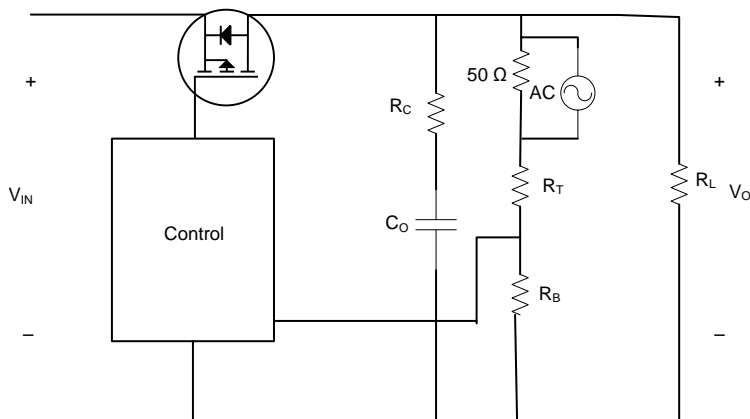 50 Ω
AC
+
+
R_C
V_IN
Control
C_O
R_T
R_L
V_O
R_B
–
–